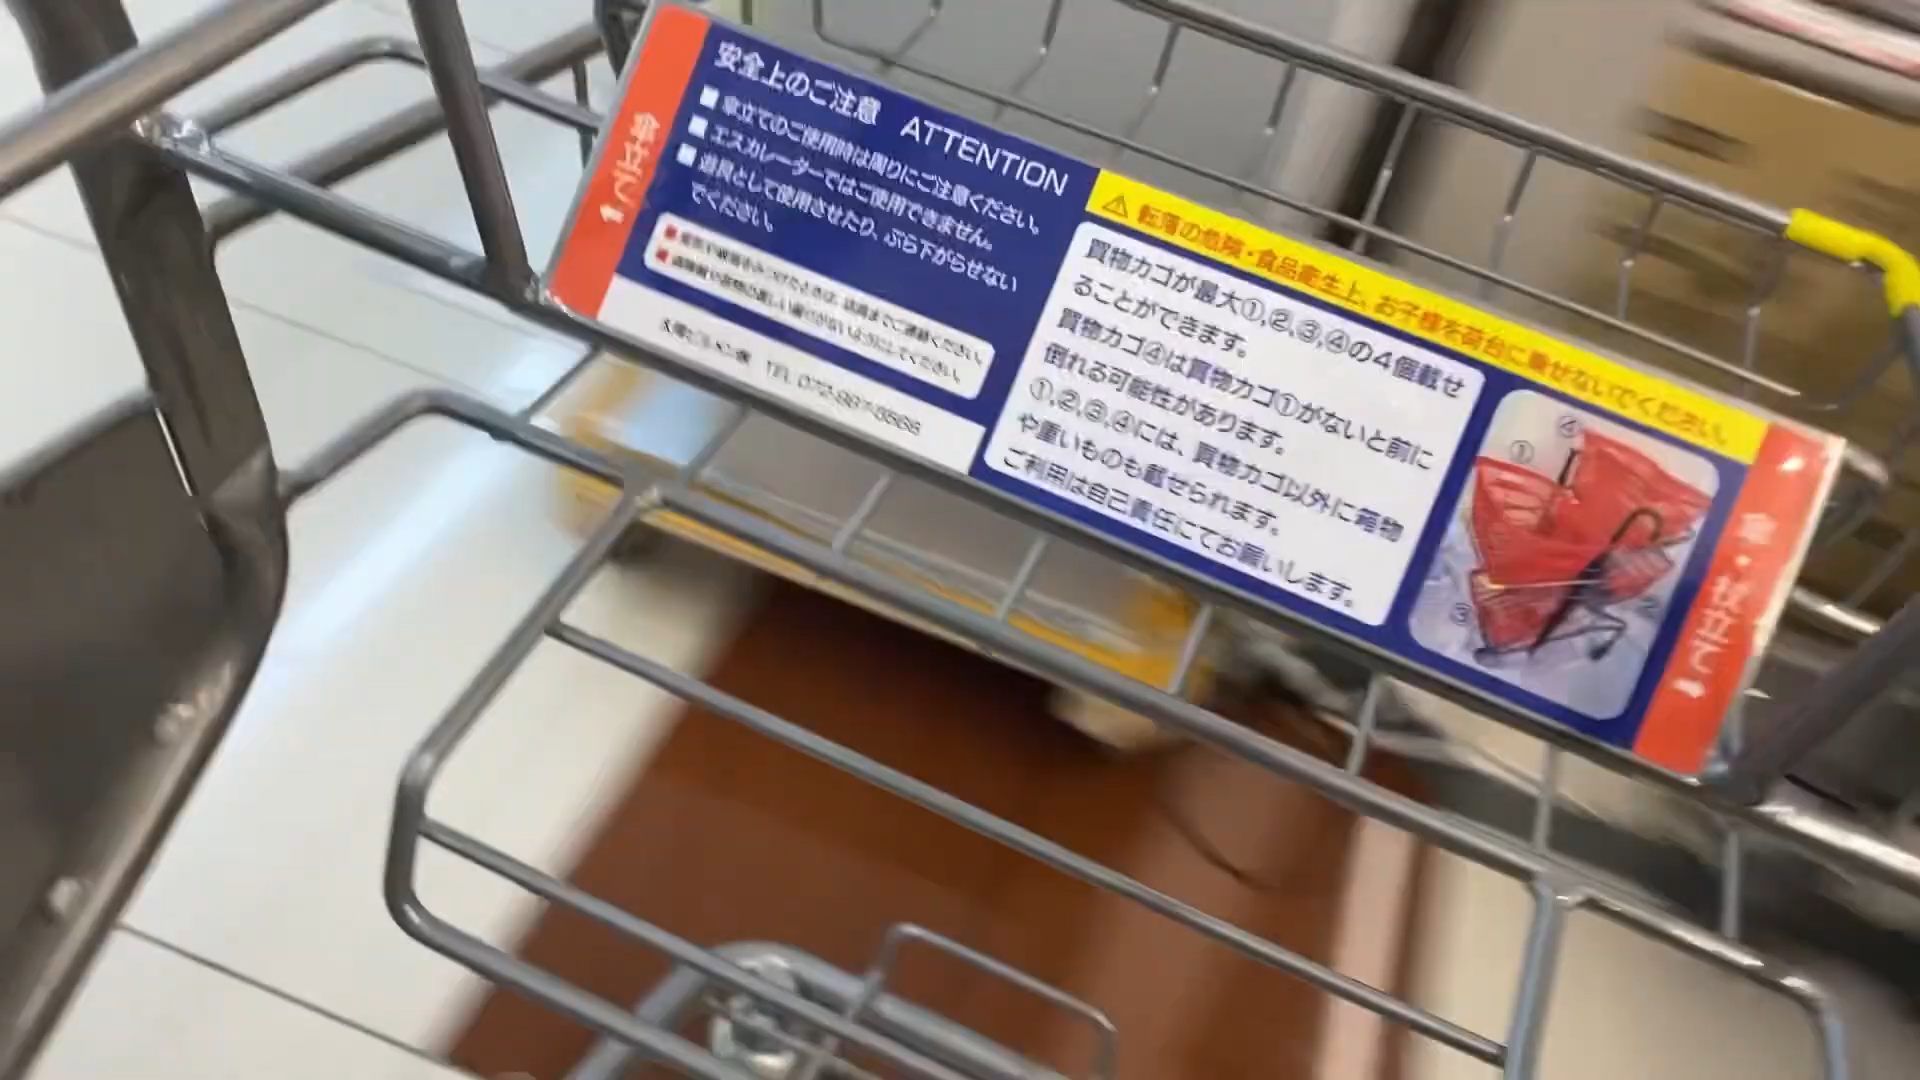 傘立て
安全上のご注意 ATTENTION
傘立てのご使用時は周りにご注意ください。
エスカレーターではご使用できません。
遊具として使用させたり、ぶら下がらせない
でください。
TEL
⚠ 転落の危険・食品衛生上、お子様を荷台に乗せないでください。
買物カゴが最大①,②,③,④の4個載せ
ることができます。
買物カゴ④は買物カゴ①がないと前に
倒れる可能性があります。
①,②,③,④には、買物カゴ以外に箱物
や重いものも載せられます。
ご利用は自己責任にてお願いします。
④
①
③
②